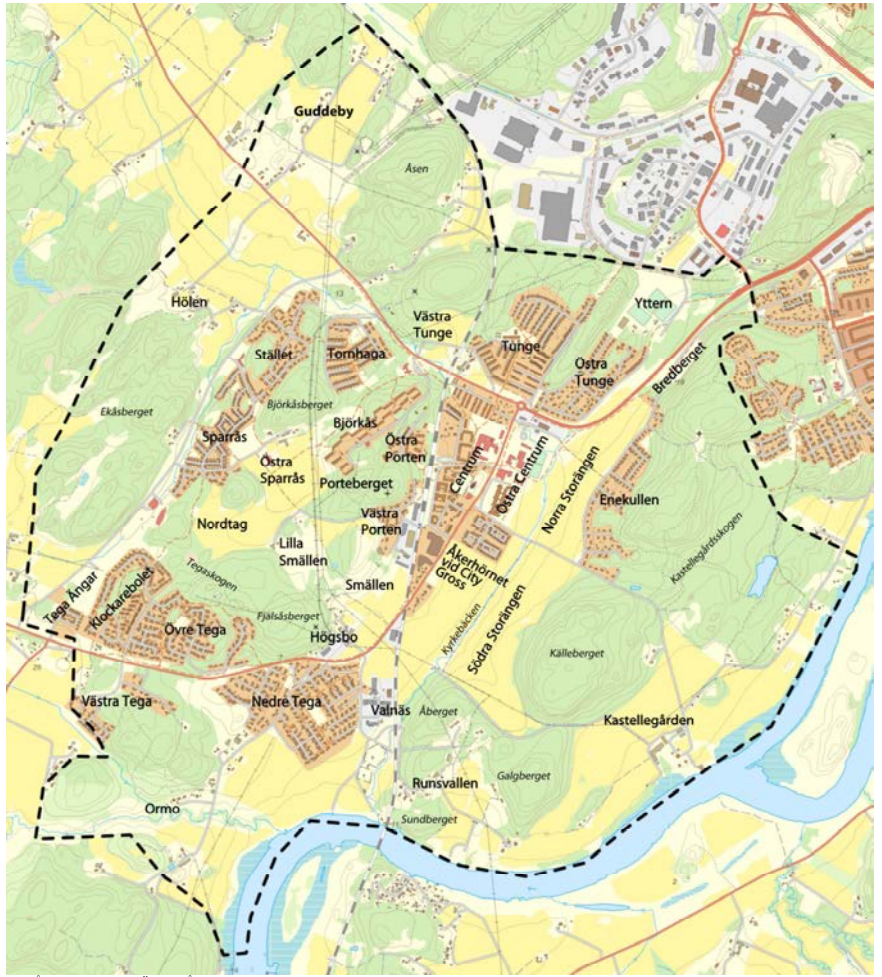 Guddeby
Åsen
Hölen
Västra
Tunge
Yttern
Stället
Tornhaga
Tunge
Östra
Tunge
Bredberget
Ekåsberget
Björkåsberget
Björkås
Sparrås
Östra
Sparrås
Östra
Porten
Porteberget
Centrum
Östra Centrum
Norra Storängen
Enekullen
Nordtag
Västra
Porten
Lilla
Smällen
Smällen
Åkerhörnet
vid City
Gross
Kastellegårdsskogen
Tegaskogen
Tega Ängar
Klockarebolet
Övre Tega
Fjälsåsberget
Högsbo
Kyrkebäcken
Södra Storängen
Källeberget
Västra Tega
Nedre Tega
Valnäs
Åberget
Kastellegården
Runsvallen
Galgberget
Ormo
Sundberget